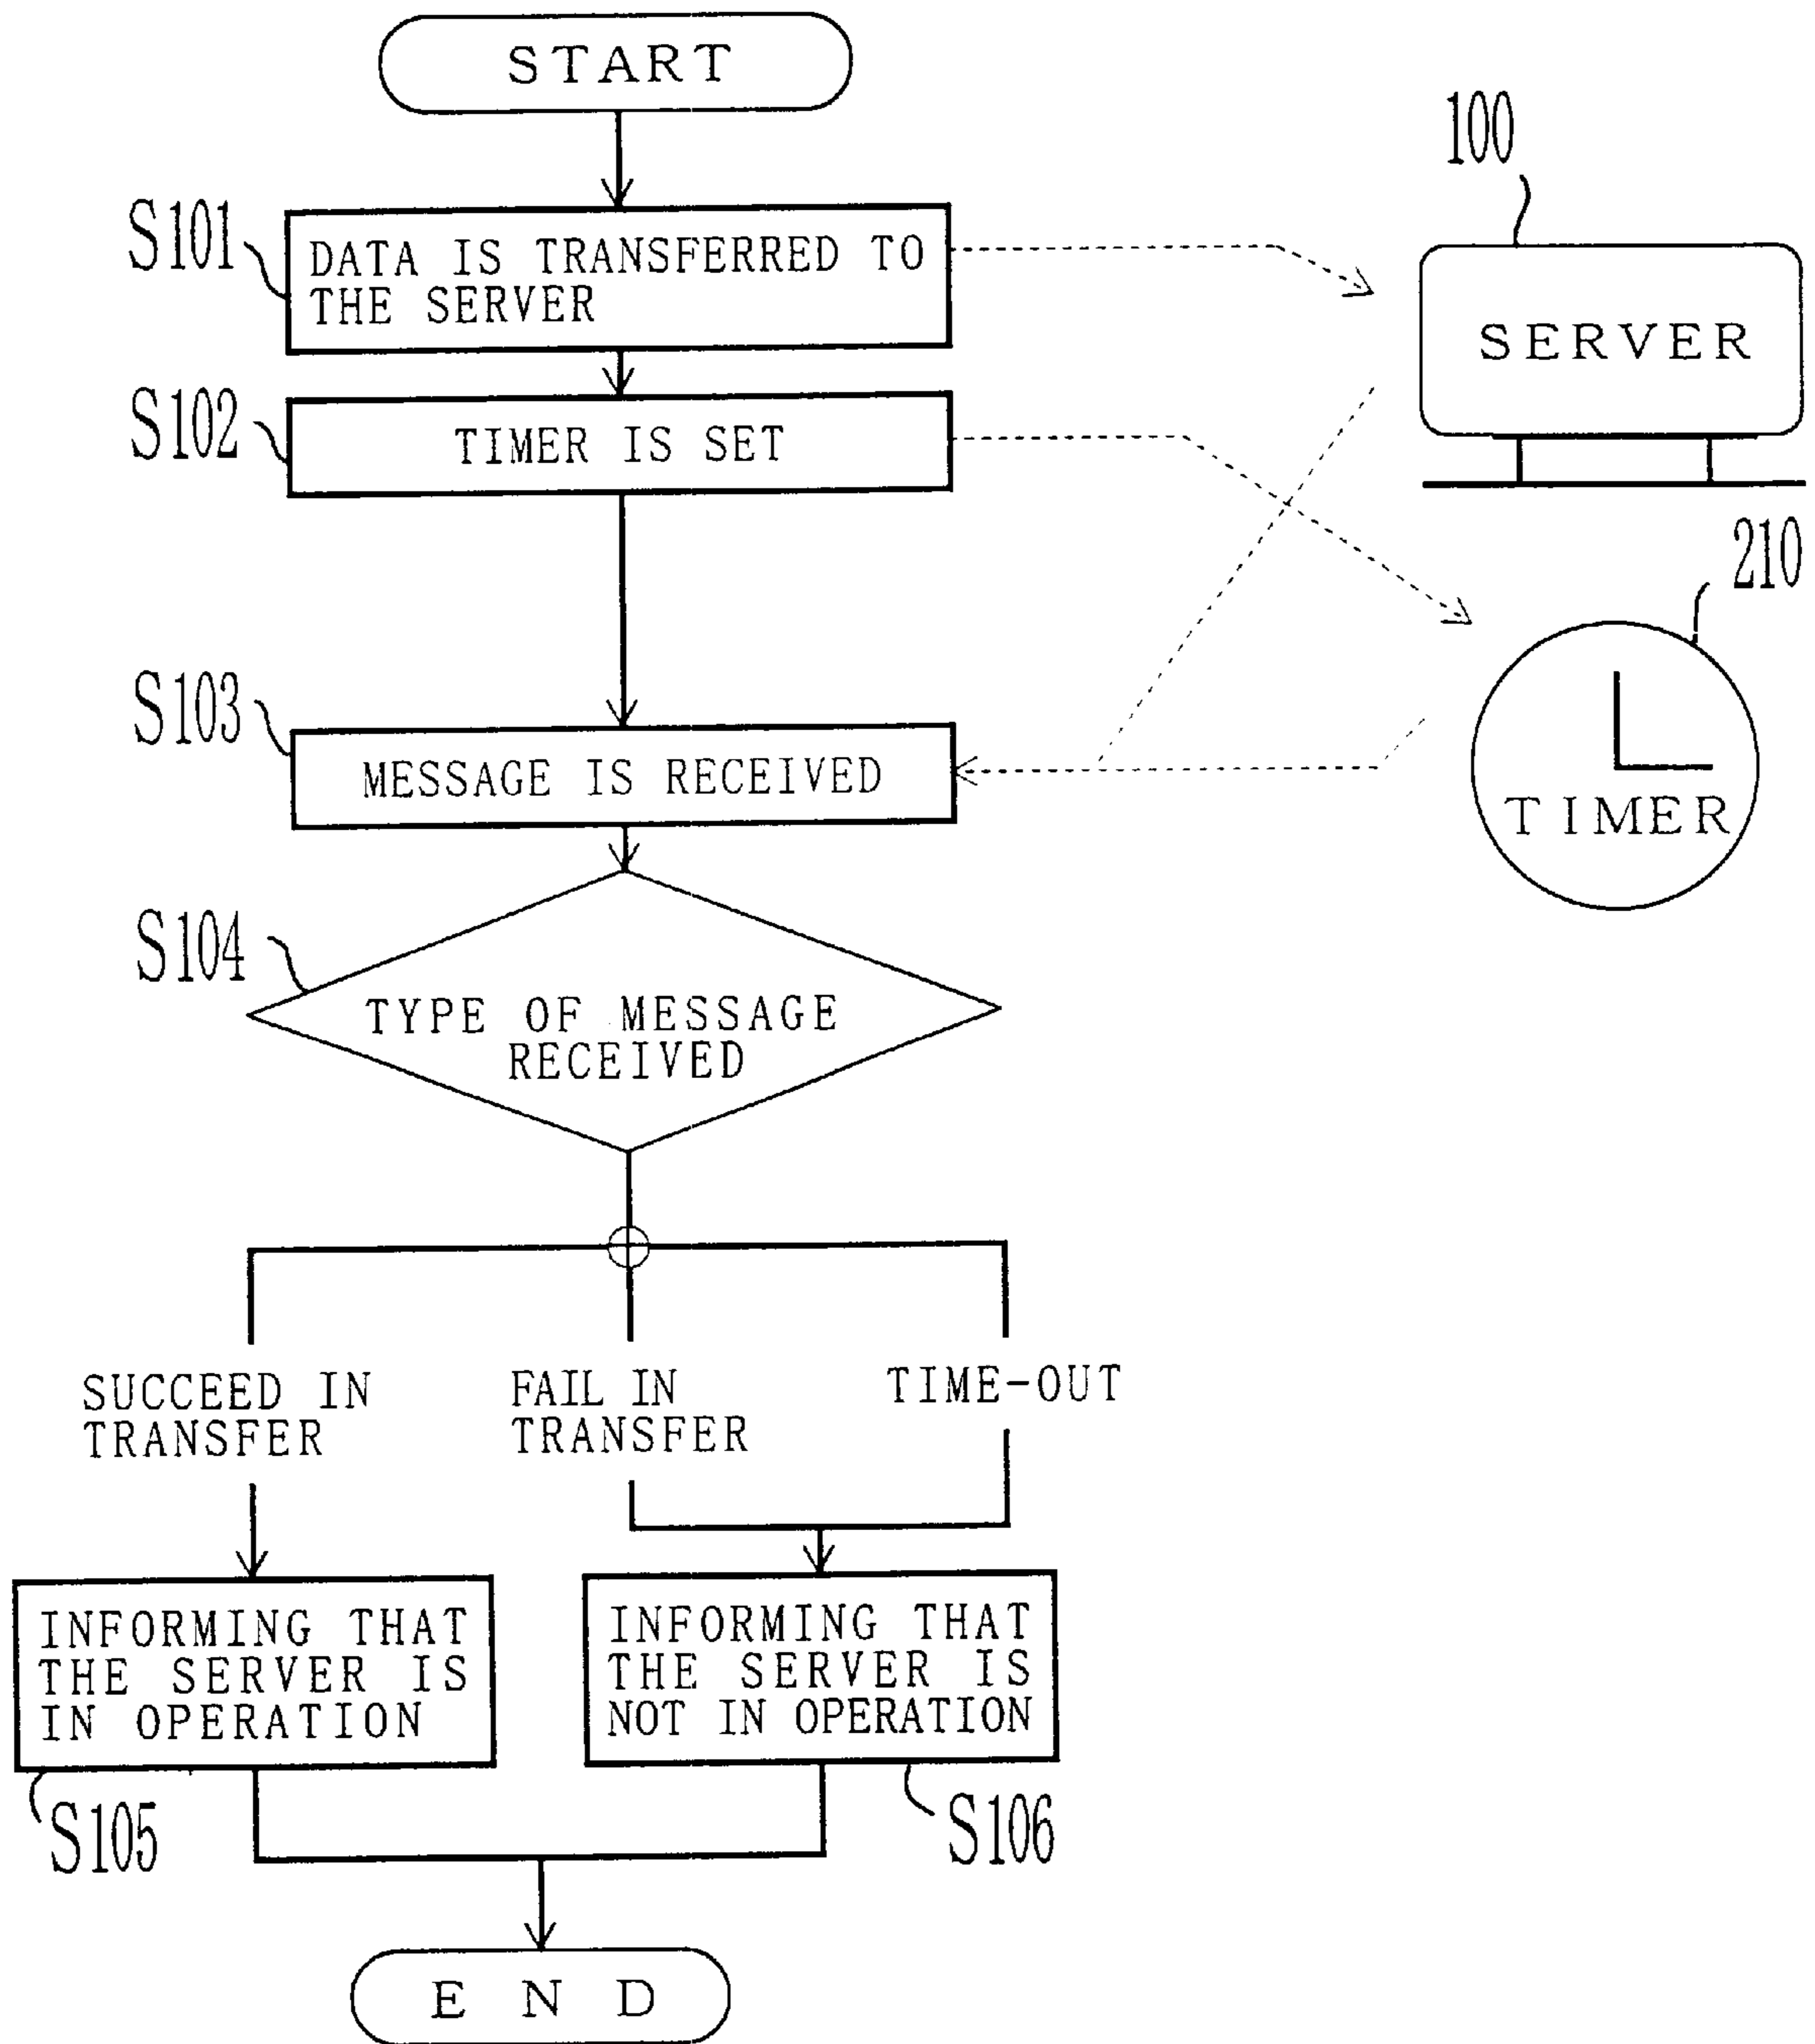 START
100
S101
DATA IS TRANSFERRED TO
THE SERVER
SERVER
S102
TIMER IS SET
210
S103
MESSAGE IS RECEIVED
TIMER
S104
TYPE OF MESSAGE
RECEIVED
SUCCEED IN
TRANSFER
FAIL IN
TRANSFER
TIME-OUT
INFORMING THAT
THE SERVER IS
IN OPERATION
INFORMING THAT
THE SERVER IS
NOT IN OPERATION
S105
S106
END